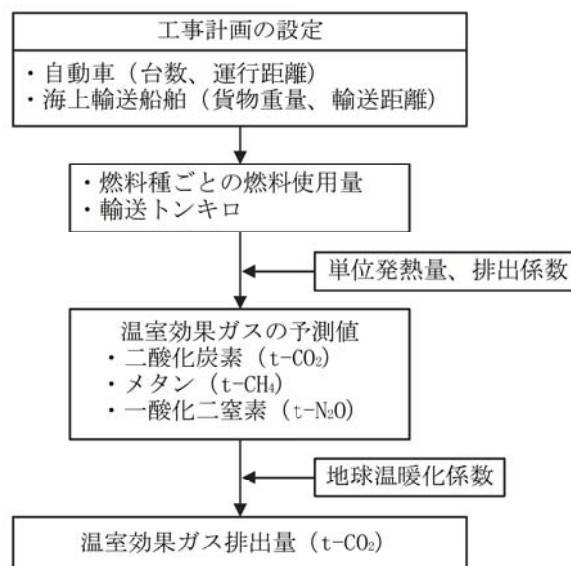 工事計画の設定
・自動車（台数、運行距離）
・海上輸送船舶（貨物重量、輸送距離）
・燃料種ごとの燃料使用量
・輸送トンキロ
単位発熱量、排出係数
温室効果ガスの予測値
・二酸化炭素（t-CO₂）
・メタン（t-CH₄）
・一酸化二窒素（t-N₂O）
地球温暖化係数
温室効果ガス排出量（t-CO₂）